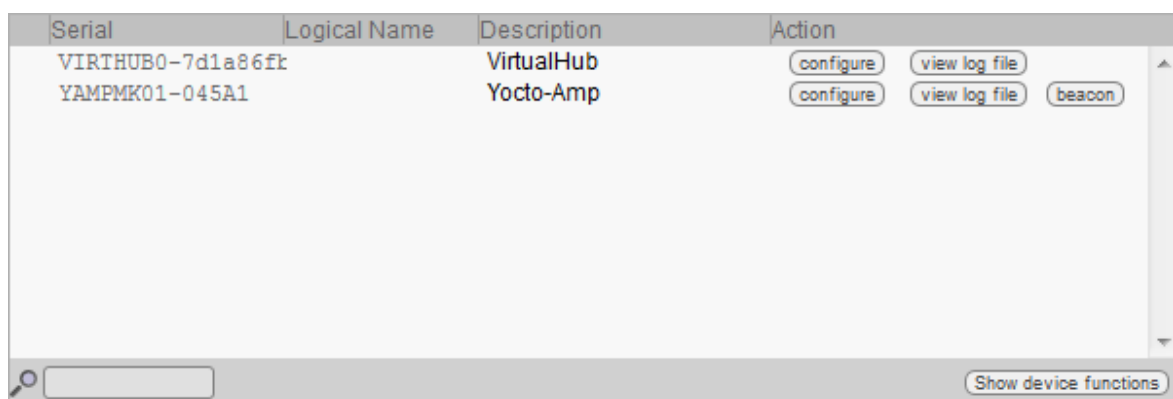 Serial Logical Name Description Action
VIRTHUB0-7d1a86fb VirtualHub configure view log file
YAMPMK01-045A1 Yocto-Amp configure view log file beacon
Show device functions